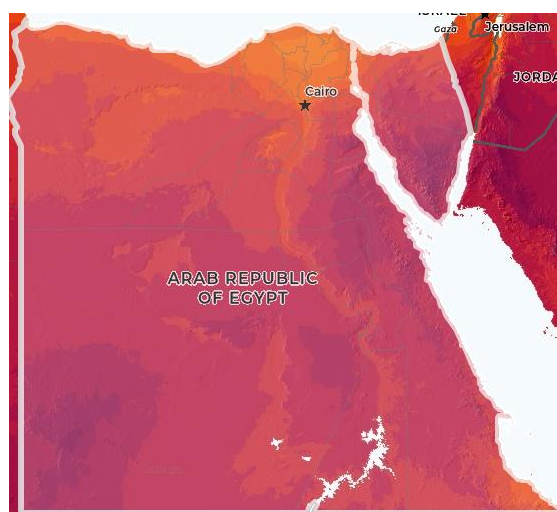 Gaza
Jerusalem
JORDA
Cairo
ARAB REPUBLIC
OF EGYPT